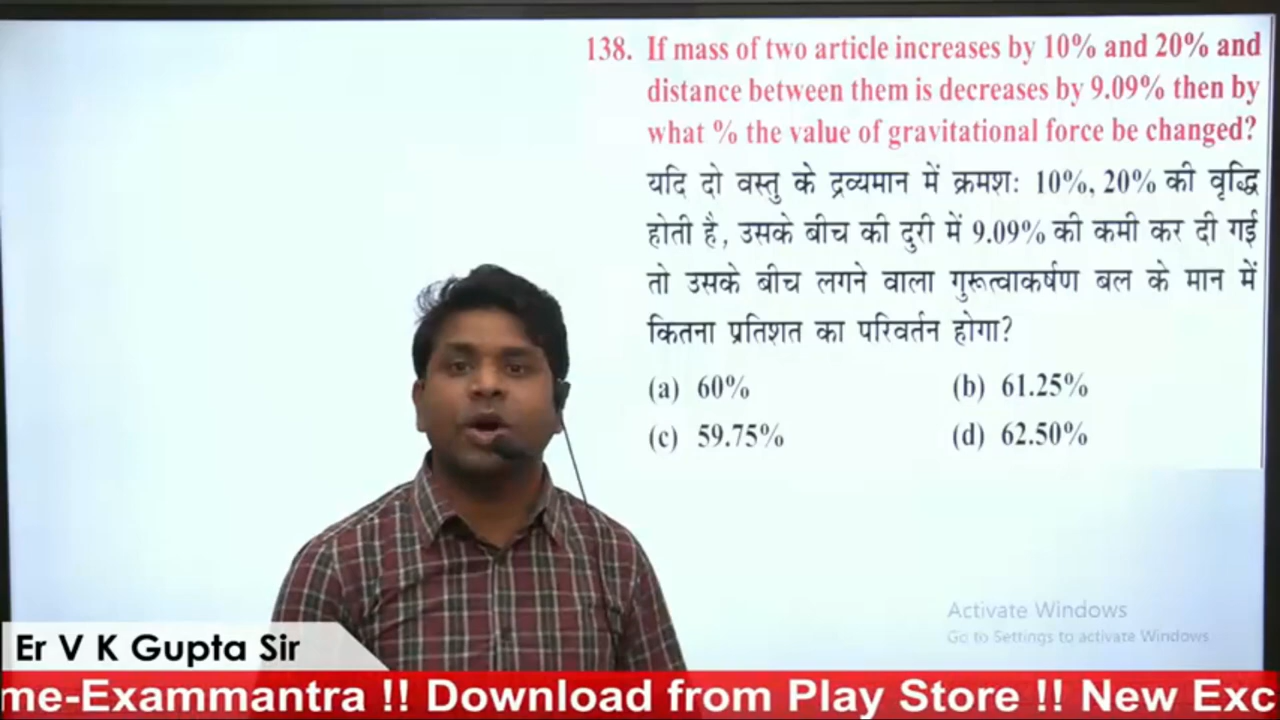 138. If mass of two article increases by 10% and 20% and
distance between them is decreases by 9.09% then by
what % the value of gravitational force be changed?
यदि दो वस्तु के द्रव्यमान में क्रमश: 10%, 20% की वृद्धि
होती है, उसके बीच की दुरी में 9.09% की कमी कर दी गई
तो उसके बीच लगने वाला गुरूत्वाकर्षण बल के मान में
कितना प्रतिशत का परिवर्तन होगा?
(a) 60% (b) 61.25%
(c) 59.75% (d) 62.50%
Activate Windows
Go to Settings to activate Windows.
Er V K Gupta Sir
me-Exammantra !! Download from Play Store !! New Exc